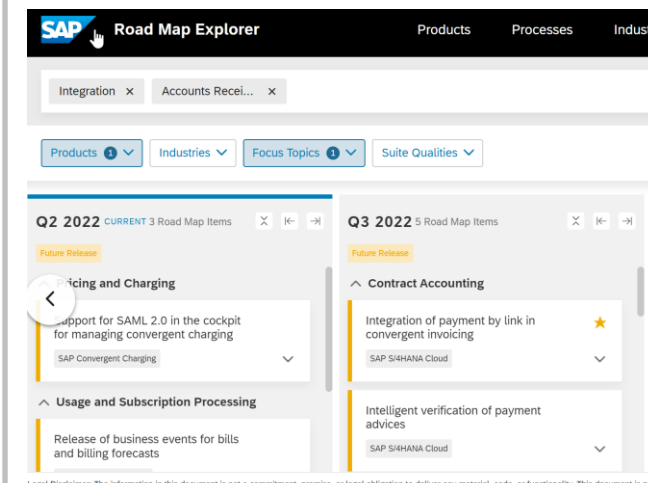 SAP Road Map Explorer Products Processes
Integration × Accounts Recei... ×
Products 1 Industries Focus Topics 1 Suite Qualities
Q2 2022 CURRENT 3 Road Map Items
Future Release
Pricing and Charging
Support for SAML 2.0 in the cockpit
for managing convergent charging
SAP Convergent Charging
Usage and Subscription Processing
Release of business events for bills
and billing forecasts
Q3 2022 5 Road Map Items
Future Release
Contract Accounting
Integration of payment by link in
convergent invoicing
SAP S/4HANA Cloud
Intelligent verification of payment
advices
SAP S/4HANA Cloud